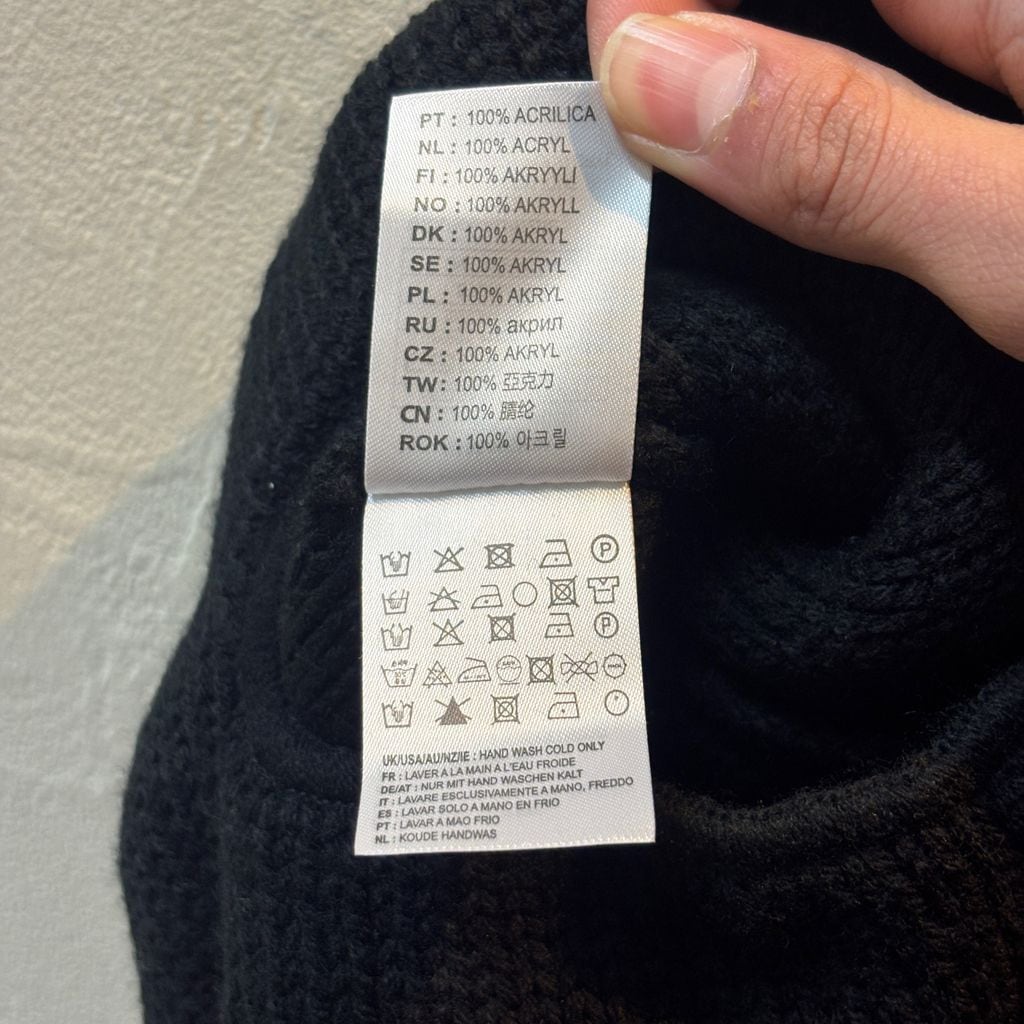 PT : 100% ACRILICA
NL : 100% ACRYL
FI : 100% AKRYYLI
NO : 100% AKRYLL
DK : 100% AKRYL
SE : 100% AKRYL
PL : 100% AKRYL
RU : 100% акрил
CZ : 100% AKRYL
TW : 100% 亞克力
CN : 100% 腈纶
ROK : 100% 아크릴
P
P
UK/USA/AU/NZ/IE : HAND WASH COLD ONLY
FR : LAVER A LA MAIN A L'EAU FROIDE
DE/AT : NUR MIT HAND WASCHEN KALT
IT : LAVARE ESCLUSIVAMENTE A MANO, FREDDO
ES : LAVAR SOLO A MANO EN FRIO
PT : LAVAR A MAO FRIO
NL : KOUDE HANDWAS